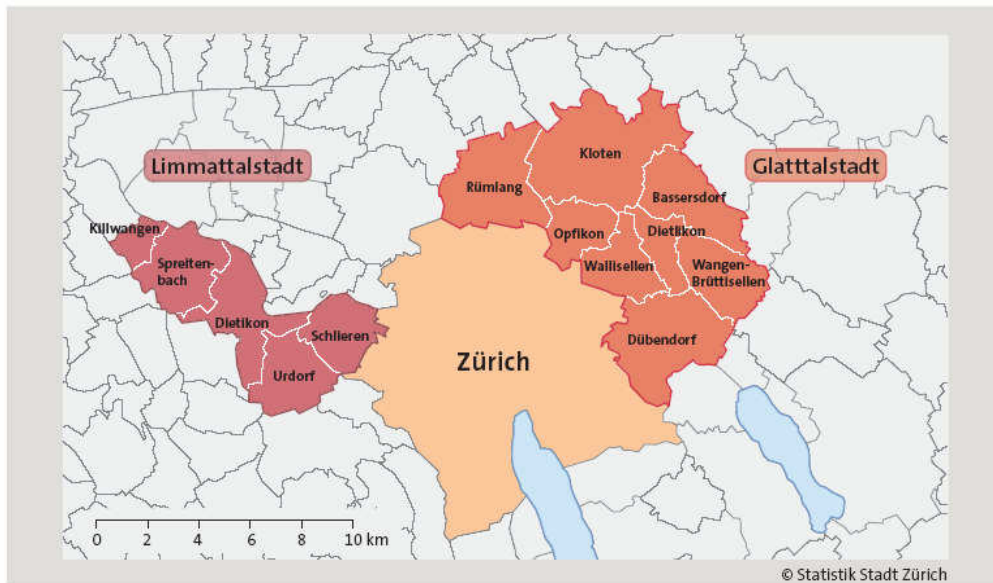 Limmattalstadt
Glatttalstadt
Kloten
Rümlang
Bassersdorf
Killwangen
Opfikon
Dietlikon
Spreiten-
bach
Wallisellen
Wangen-
Brüttisellen
Dietikon
Schlieren
Dübendorf
Zürich
Urdorf
0 2 4 6 8 10 km
© Statistik Stadt Zürich